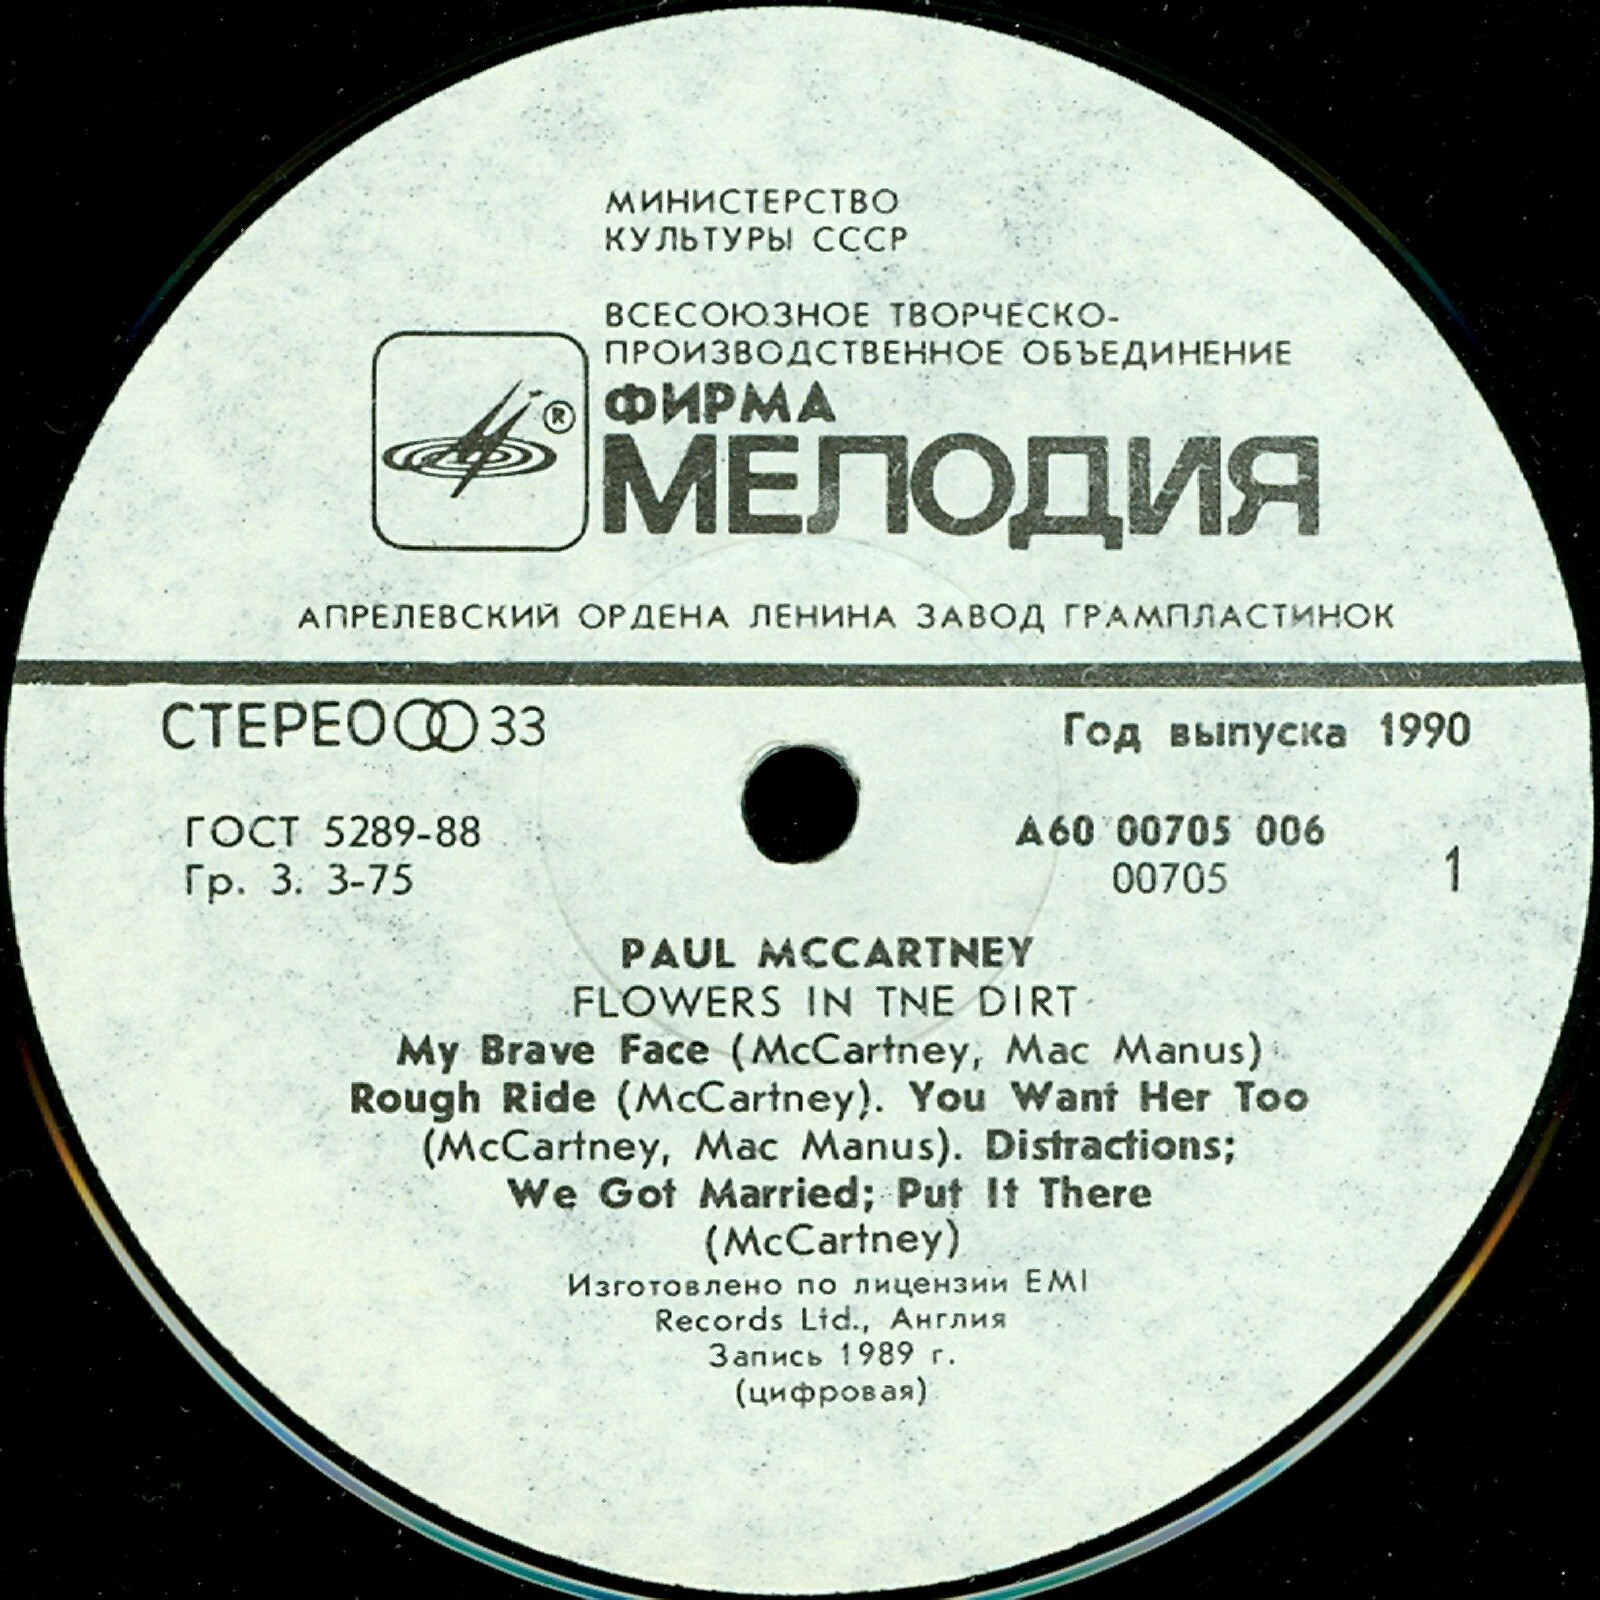 МИНИСТЕРСТВО
КУЛЬТУРЫ СССР
ВСЕСОЮЗНОЕ ТВОРЧЕСКО-
ПРОИЗВОДСТВЕННОЕ ОБЪЕДИНЕНИЕ
ФИРМА
®
МЕЛОДИЯ
АПРЕЛЕВСКИЙ ОРДЕНА ЛЕНИНА ЗАВОД ГРАМПЛАСТИНОК
СТЕРЕО 33
Год выпуска 1990
ГОСТ 5289-88
Гр. 3. 3-75
А60 00705 006
00705
1
PAUL MCCARTNEY
FLOWERS IN TNE DIRT
My Brave Face (McCartney, Mac Manus)
Rough Ride (McCartney). You Want Her Too
(McCartney, Mac Manus). Distractions;
We Got Married; Put It There
(McCartney)
Изготовлено по лицензии EMI
Records Ltd., Англия
Запись 1989 г.
(цифровая)